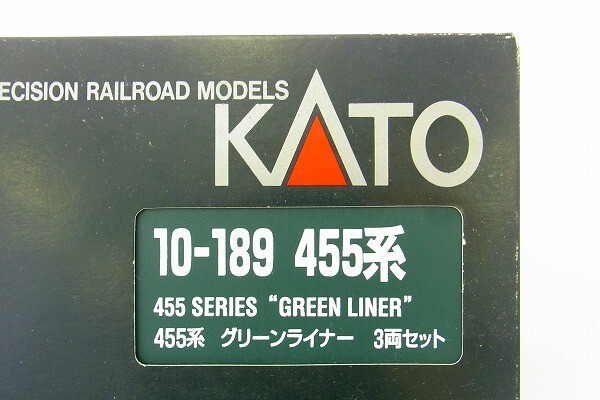 ECISION RAILROAD MODELS
KATO
10-189 455系
455 SERIES “GREEN LINER”
455系 グリーンライナー 3両セット